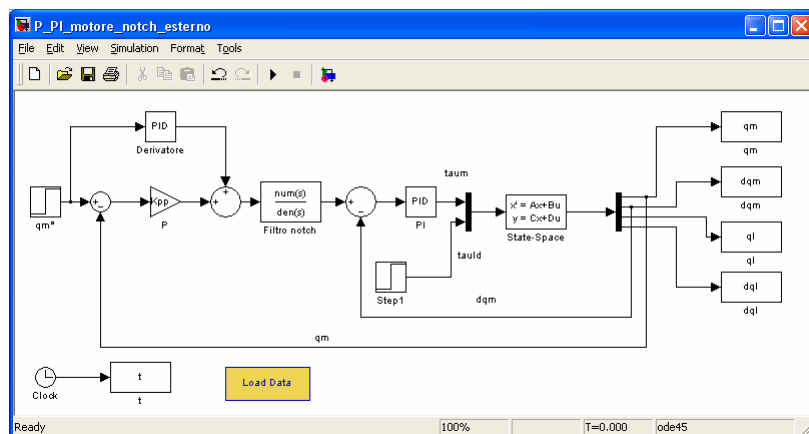 P_PI_motore_notch_esterno
File Edit View Simulation Format Tools
PID
Derivatore
qm*
Kpp
P
num(s)
den(s)
Filtro notch
PID
PI
taum
tauld
Step1
x' = Ax+Bu
y = Cx+Du
State-Space
qm
qm
dqm
dqm
ql
ql
dql
dql
dqm
qm
Clock
t
t
Load Data
Ready 100% T=0.000 ode45